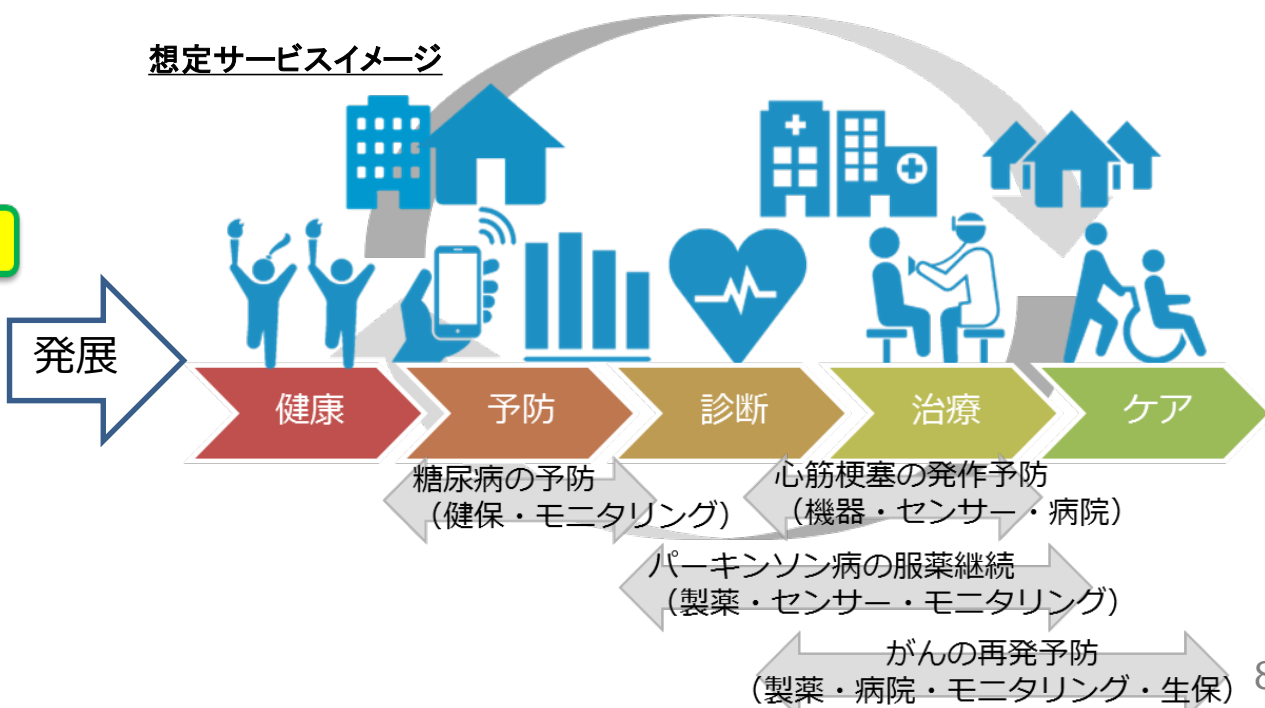 想定サービスイメージ
発展
健康
予防
診断
治療
ケア
糖尿病の予防
（健保・モニタリング）
心筋梗塞の発作予防
（機器・センサー・病院）
パーキンソン病の服薬継続
（製薬・センサー・モニタリング）
がんの再発予防
（製薬・病院・モニタリング・生保）
8